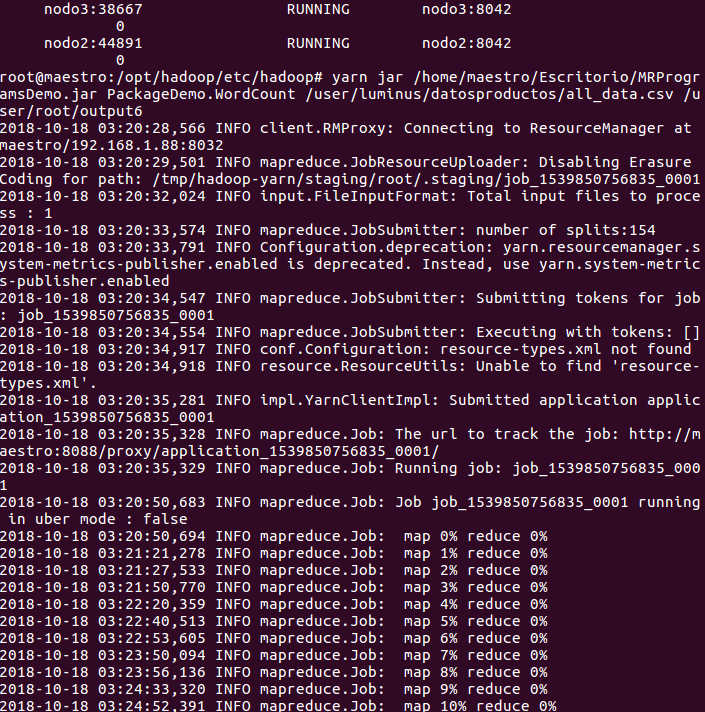 nodo3:38667 RUNNING nodo3:8042
0
nodo2:44891 RUNNING nodo2:8042
0
root@maestro:/opt/hadoop/etc/hadoop# yarn jar /home/maestro/Escritorio/MRProgr
amsDemo.jar PackageDemo.WordCount /user/luminus/datosproductos/all_data.csv /u
ser/root/output6
2018-10-18 03:20:28,566 INFO client.RMProxy: Connecting to ResourceManager at
maestro/192.168.1.88:8032
2018-10-18 03:20:29,501 INFO mapreduce.JobResourceUploader: Disabling Erasure
Coding for path: /tmp/hadoop-yarn/staging/root/.staging/job_1539850756835_0001
2018-10-18 03:20:32,024 INFO input.FileInputFormat: Total input files to proce
ss : 1
2018-10-18 03:20:33,574 INFO mapreduce.JobSubmitter: number of splits:154
2018-10-18 03:20:33,791 INFO Configuration.deprecation: yarn.resourcemanager.s
ystem-metrics-publisher.enabled is deprecated. Instead, use yarn.system-metric
s-publisher.enabled
2018-10-18 03:20:34,547 INFO mapreduce.JobSubmitter: Submitting tokens for job
: job_1539850756835_0001
2018-10-18 03:20:34,554 INFO mapreduce.JobSubmitter: Executing with tokens: []
2018-10-18 03:20:34,917 INFO conf.Configuration: resource-types.xml not found
2018-10-18 03:20:34,918 INFO resource.ResourceUtils: Unable to find 'resource-
types.xml'.
2018-10-18 03:20:35,281 INFO impl.YarnClientImpl: Submitted application applic
ation_1539850756835_0001
2018-10-18 03:20:35,328 INFO mapreduce.Job: The url to track the job: http://m
aestro:8088/proxy/application_1539850756835_0001/
2018-10-18 03:20:35,329 INFO mapreduce.Job: Running job: job_1539850756835_000
1
2018-10-18 03:20:50,683 INFO mapreduce.Job: Job job_1539850756835_0001 running
in uber mode : false
2018-10-18 03:20:50,694 INFO mapreduce.Job:  map 0% reduce 0%
2018-10-18 03:21:21,278 INFO mapreduce.Job:  map 1% reduce 0%
2018-10-18 03:21:27,533 INFO mapreduce.Job:  map 2% reduce 0%
2018-10-18 03:21:50,770 INFO mapreduce.Job:  map 3% reduce 0%
2018-10-18 03:22:20,359 INFO mapreduce.Job:  map 4% reduce 0%
2018-10-18 03:22:40,513 INFO mapreduce.Job:  map 5% reduce 0%
2018-10-18 03:22:53,605 INFO mapreduce.Job:  map 6% reduce 0%
2018-10-18 03:23:50,094 INFO mapreduce.Job:  map 7% reduce 0%
2018-10-18 03:23:56,136 INFO mapreduce.Job:  map 8% reduce 0%
2018-10-18 03:24:33,320 INFO mapreduce.Job:  map 9% reduce 0%
2018-10-18 03:24:52,391 INFO mapreduce.Job:  map 10% reduce 0%